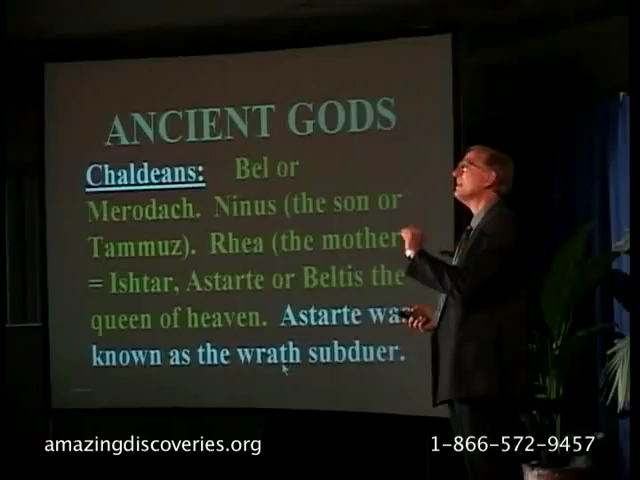 ANCIENT GODS
Chaldeans: Bel or
Merodach. Ninus (the son or
Tammuz). Rhea (the mother
= Ishtar, Astarte or Beltis the
queen of heaven. Astarte was
known as the wrath subduer.
amazingdiscoveries.org
1-866-572-9457